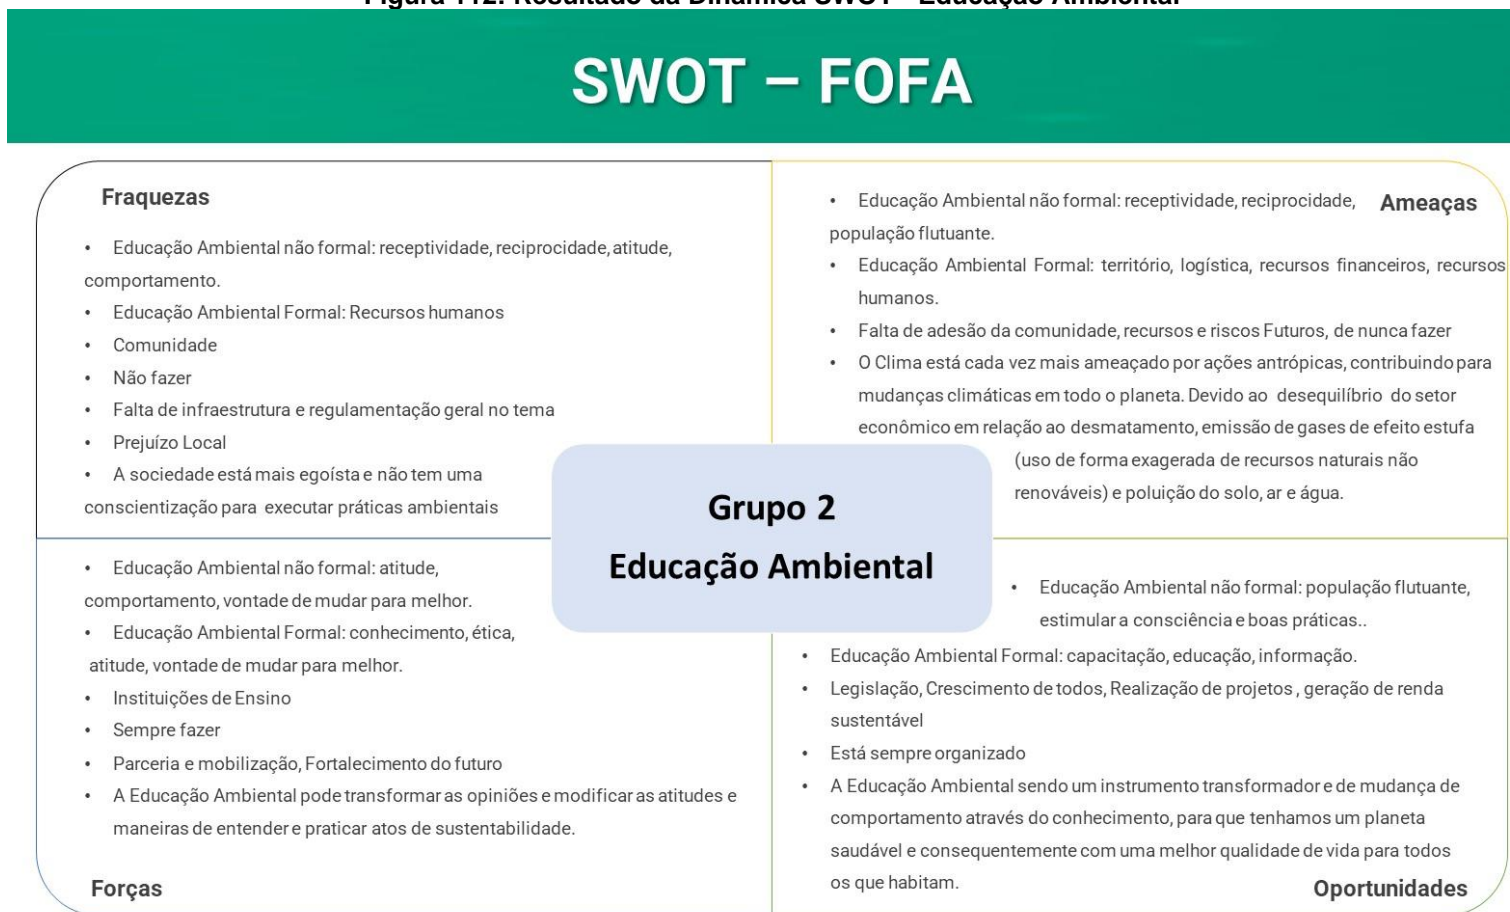 Figura 112: Resultado da Dinâmica SWOT - Educação Ambiental
SWOT – FOFA
Fraquezas
• Educação Ambiental não formal: receptividade, reciprocidade, atitude,
comportamento.
• Educação Ambiental Formal: Recursos humanos
• Comunidade
• Não fazer
• Falta de infraestrutura e regulamentação geral no tema
• Prejuízo Local
• A sociedade está mais egoísta e não tem uma
conscientização para executar práticas ambientais
Ameaças
• Educação Ambiental não formal: receptividade, reciprocidade,
população flutuante.
• Educação Ambiental Formal: território, logística, recursos financeiros, recursos
humanos.
• Falta de adesão da comunidade, recursos e riscos Futuros, de nunca fazer
• O Clima está cada vez mais ameaçado por ações antrópicas, contribuindo para
mudanças climáticas em todo o planeta. Devido ao desequilíbrio do setor
econômico em relação ao desmatamento, emissão de gases de efeito estufa
(uso de forma exagerada de recursos naturais não
renováveis) e poluição do solo, ar e água.
Grupo 2
Educação Ambiental
• Educação Ambiental não formal: atitude,
comportamento, vontade de mudar para melhor.
• Educação Ambiental Formal: conhecimento, ética,
atitude, vontade de mudar para melhor.
• Instituições de Ensino
• Sempre fazer
• Parceria e mobilização, Fortalecimento do futuro
• A Educação Ambiental pode transformar as opiniões e modificar as atitudes e
maneiras de entender e praticar atos de sustentabilidade.
Forças
• Educação Ambiental não formal: população flutuante,
estimular a consciência e boas práticas..
• Educação Ambiental Formal: capacitação, educação, informação.
• Legislação, Crescimento de todos, Realização de projetos , geração de renda
sustentável
• Está sempre organizado
• A Educação Ambiental sendo um instrumento transformador e de mudança de
comportamento através do conhecimento, para que tenhamos um planeta
saudável e consequentemente com uma melhor qualidade de vida para todos
os que habitam.
Oportunidades